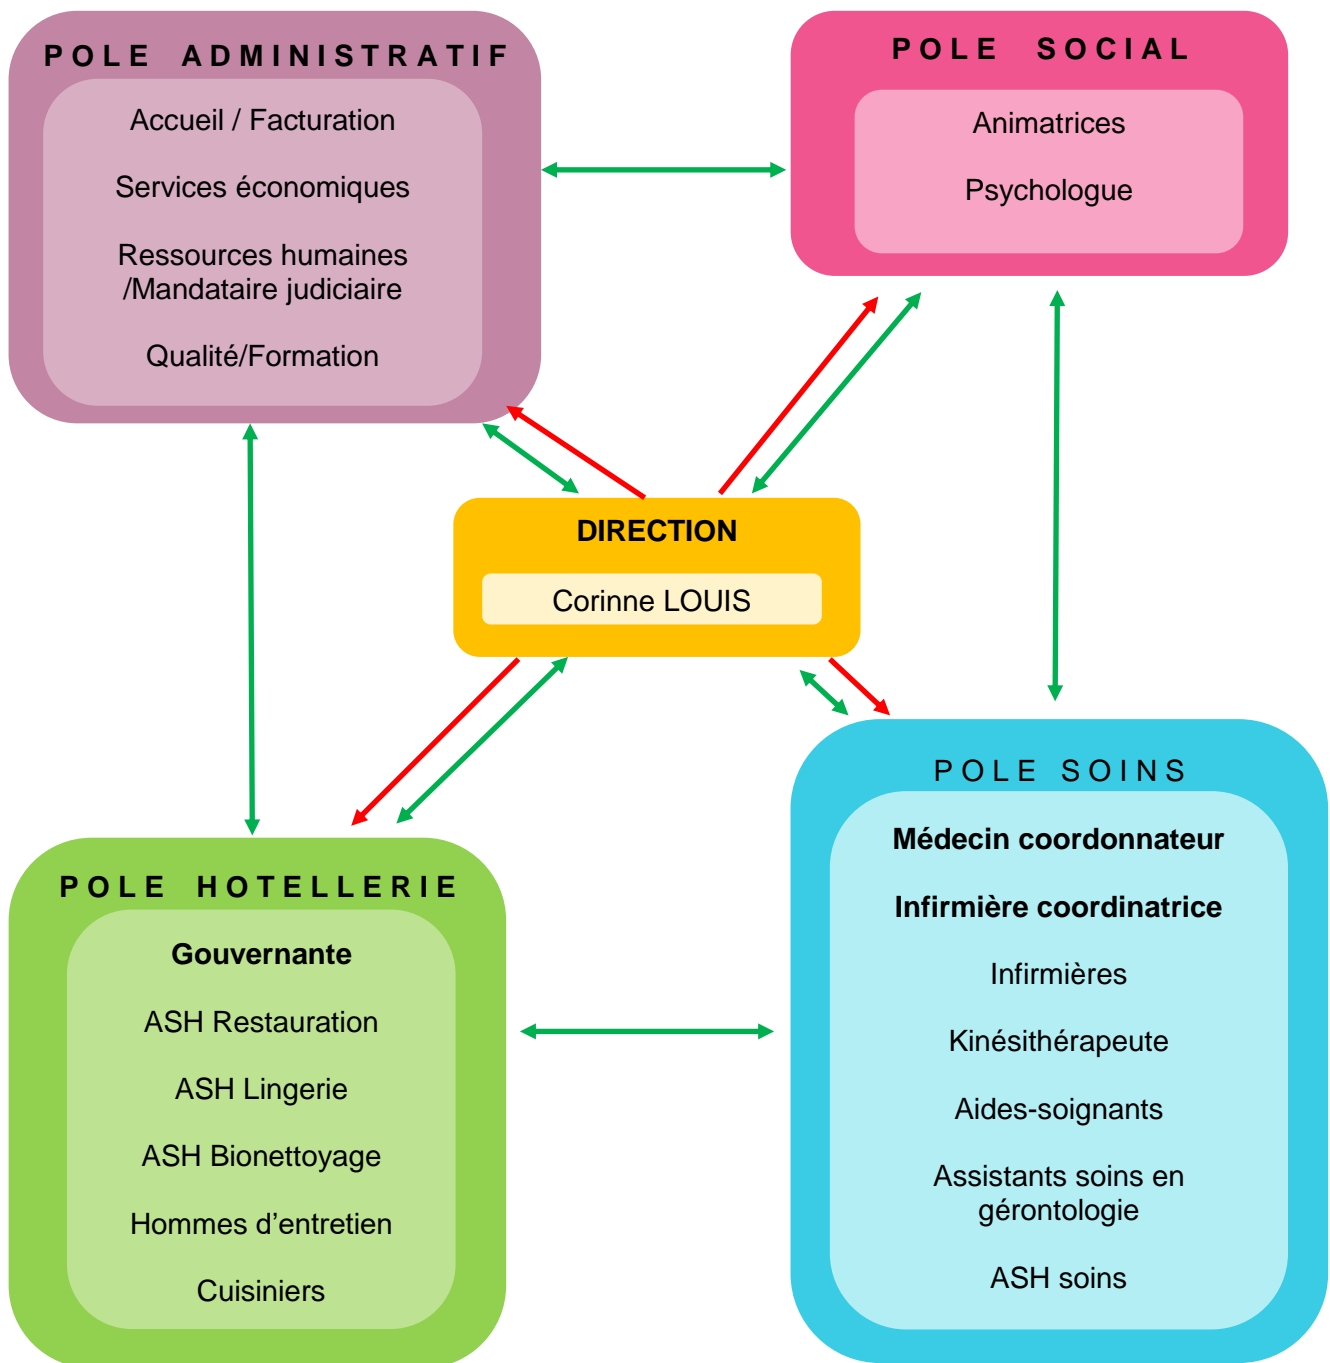 POLE ADMINISTRATIF
Accueil / Facturation
Services économiques
Ressources humaines
/Mandataire judiciaire
Qualité/Formation
POLE SOCIAL
Animatrices
Psychologue
DIRECTION
Corinne LOUIS
POLE HOTELLERIE
Gouvernante
ASH Restauration
ASH Lingerie
ASH Bionettoyage
Hommes d’entretien
Cuisiniers
POLE SOINS
Médecin coordonnateur
Infirmière coordinatrice
Infirmières
Kinésithérapeute
Aides-soignants
Assistants soins en
gérontologie
ASH soins